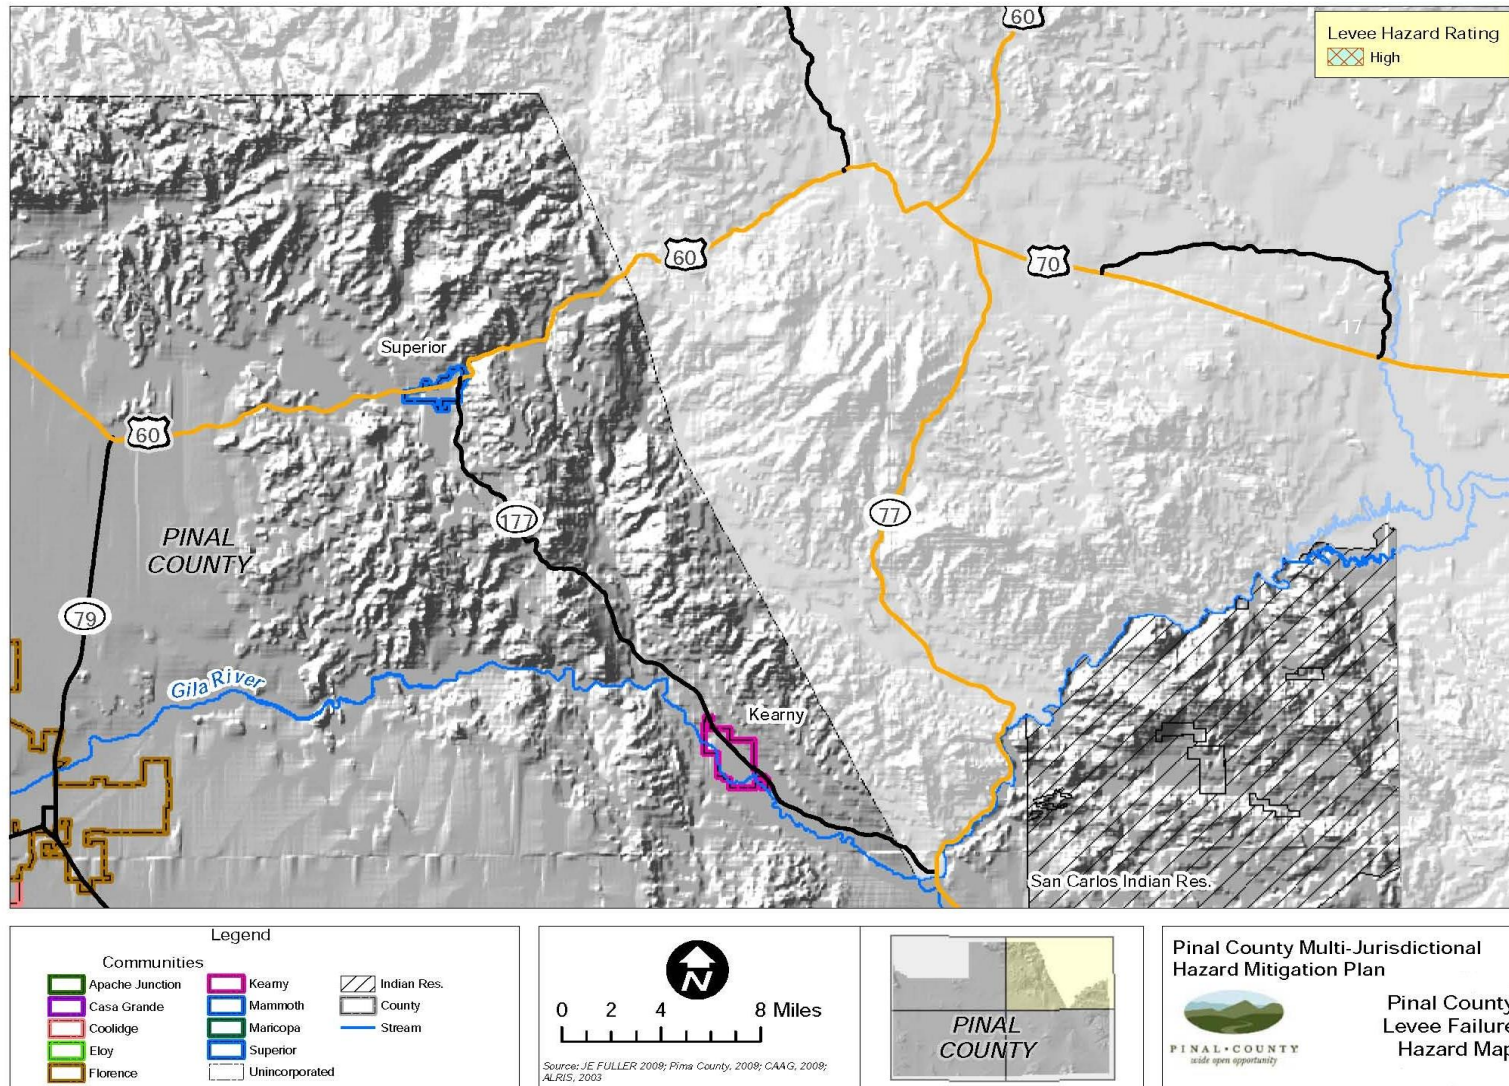 60
Levee Hazard Rating
High
60
70
17
Superior
60
177
77
PINAL
COUNTY
79
Gila River
Kearny
San Carlos Indian Res.
Legend
Communities
Apache Junction
Casa Grande
Coolidge
Eloy
Florence
Kearny
Mammoth
Maricopa
Superior
Unincorporated
Indian Res.
County
Stream
N
0 2 4 8 Miles
Source: JE FULLER 2009; Pima County, 2009; CAAG, 2009;
ALRIS, 2003
PINAL
COUNTY
Pinal County Multi-Jurisdictional
Hazard Mitigation Plan
PINAL • COUNTY
wide open opportunity
Pinal County
Levee Failure
Hazard Map